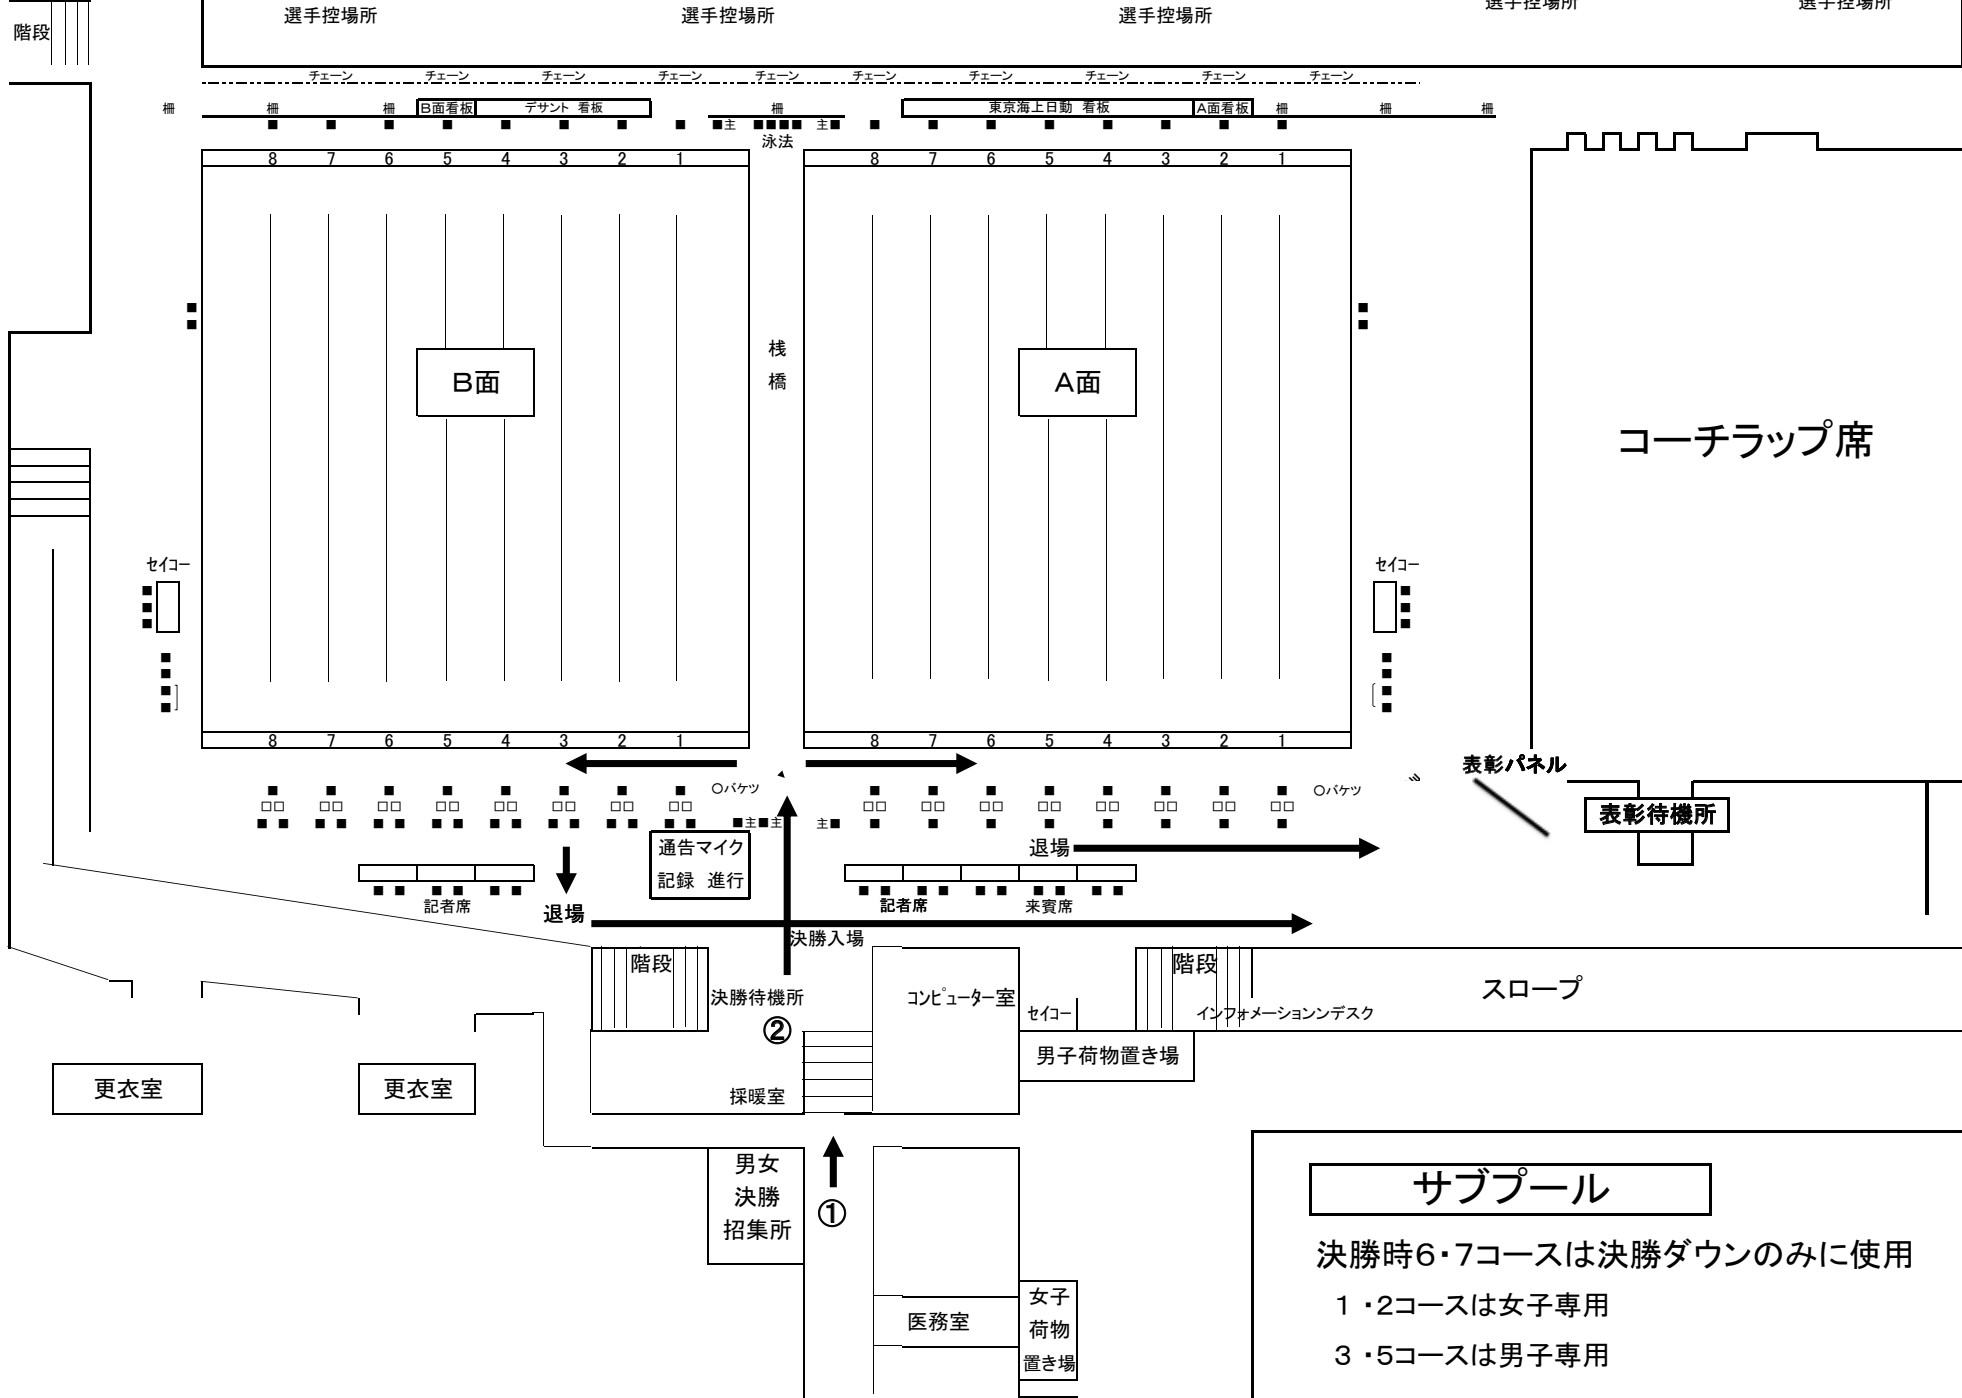 選手控場所
選手控場所
選手控場所
選手控場所
選手控場所
階段
チェーン チェーン チェーン チェーン チェーン チェーン チェーン チェーン チェーン チェーン
柵 柵 柵 B面看板 デサント 看板 柵 東京海上日動 看板 A面看板 柵 柵 柵
■ ■ ■ ■ ■ ■ ■ ■ ■主 ■■■■ 主■ ■ ■ ■ ■ ■ ■ ■ ■
泳法
8 7 6 5 4 3 2 1
8 7 6 5 4 3 2 1
桟
橋
B面
A面
コーチラップ席
セイコー
セイコー
8 7 6 5 4 3 2 1
8 7 6 5 4 3 2 1
表彰パネル
○バケツ
○バケツ
表彰待機所
■主■主
主■
通告マイク
記録 進行
退場
記者席
退場
記者席
来賓席
決勝入場
階段
決勝待機所
②
コンピューター室
セイコー
階段
インフォメーションンデスク
スロープ
男子荷物置き場
更衣室
更衣室
採暖室
男女
決勝
招集所
①
医務室
女子
荷物
置き場
サブプール
決勝時6・7コースは決勝ダウンのみに使用
1・2コースは女子専用
3・5コースは男子専用